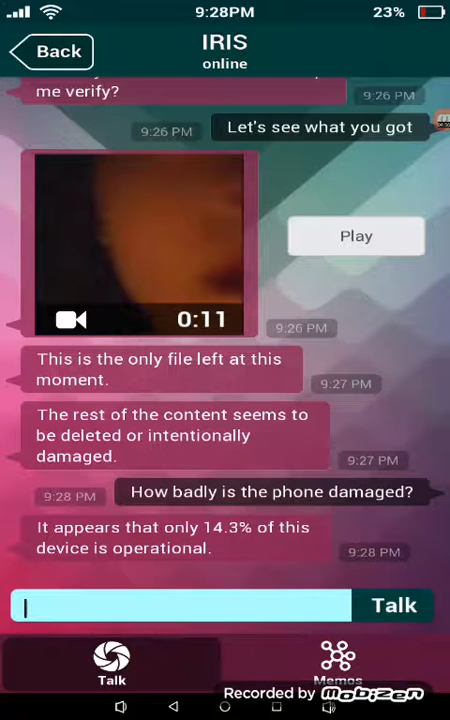 9:28PM
23%
Back
IRIS
online
me verify?
9:26 PM
9:26 PM
Let's see what you got
Play
0:11
9:26 PM
This is the only file left at this
moment.
9:27 PM
The rest of the content seems to
be deleted or intentionally
damaged.
9:27 PM
9:28 PM
How badly is the phone damaged?
It appears that only 14.3% of this
device is operational.
9:28 PM
Talk
Talk
Memos
Recorded by Mobizen